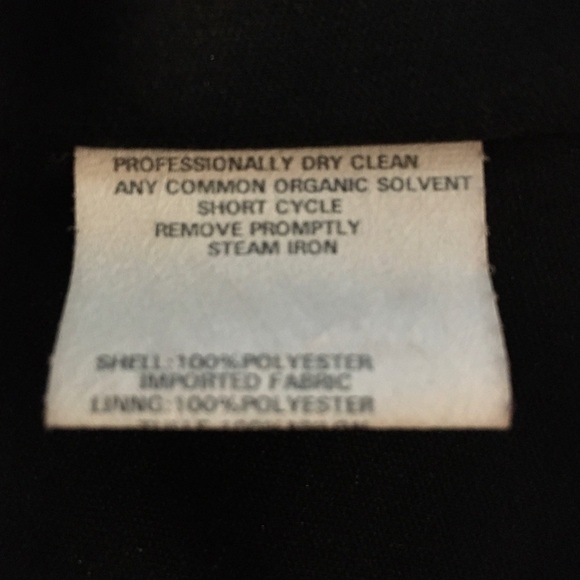 PROFESSIONALLY DRY CLEAN
ANY COMMON ORGANIC SOLVENT
SHORT CYCLE
REMOVE PROMPTLY
STEAM IRON
SHELL:100%POLYESTER
IMPORTED FABRIC
LINNG:100%POLYESTER